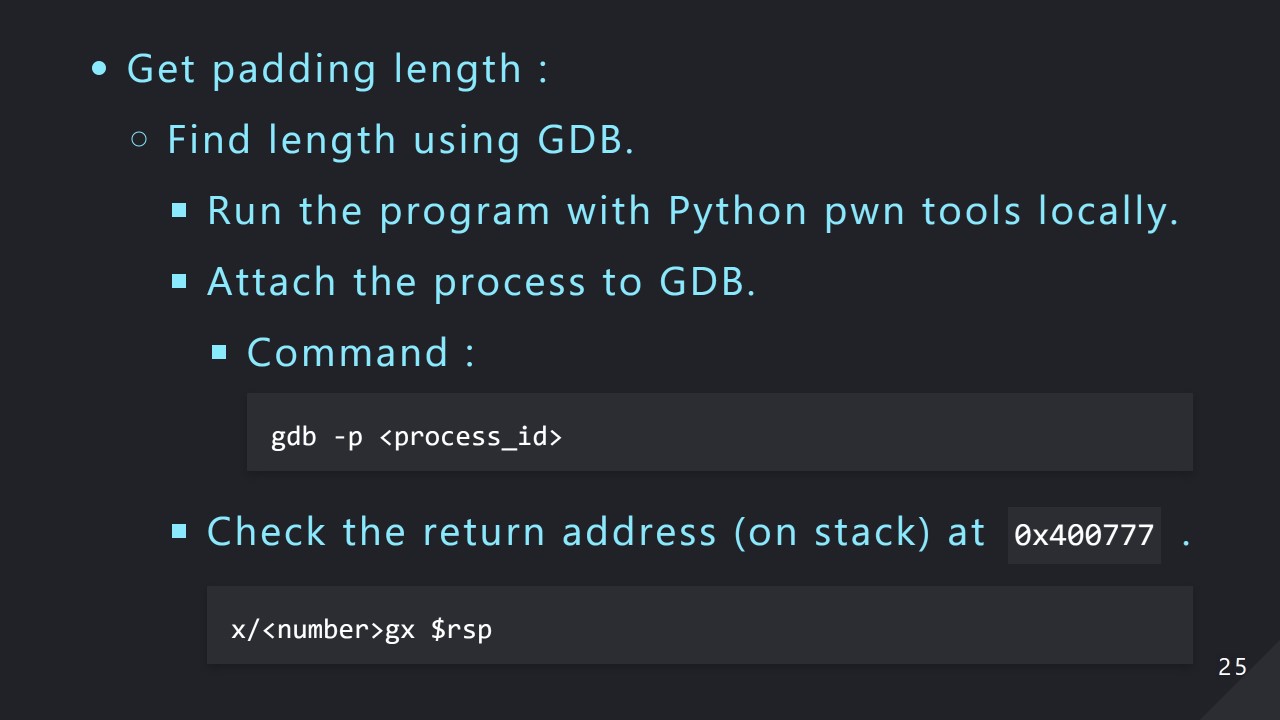 Get padding length :
Find length using GDB.
Run the program with Python pwn tools locally.
Attach the process to GDB.
Command :
gdb -p <process_id>
Check the return address (on stack) at 0x400777 .
x/<number>gx $rsp
25